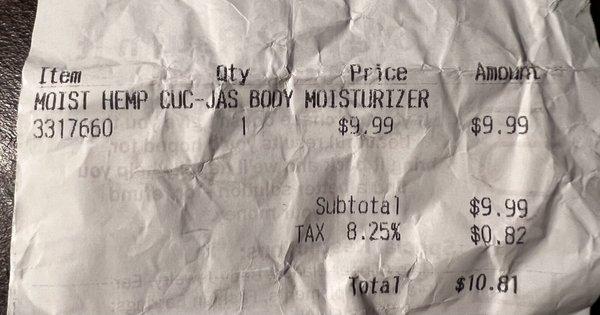 Item Qty Price Amount
MOIST HEMP CUC-JAS BODY MOISTURIZER
3317660 1 $9.99 $9.99
Subtotal $9.99
TAX 8.25% $0.82
Total $10.81